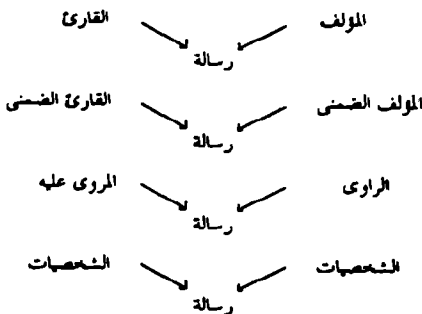 المؤلف القارئ
رسالة
المؤلف الضمنى القارئ الضمنى
رسالة
الراوى المروى عليه
رسالة
الشخصيات الشخصيات
رسالة